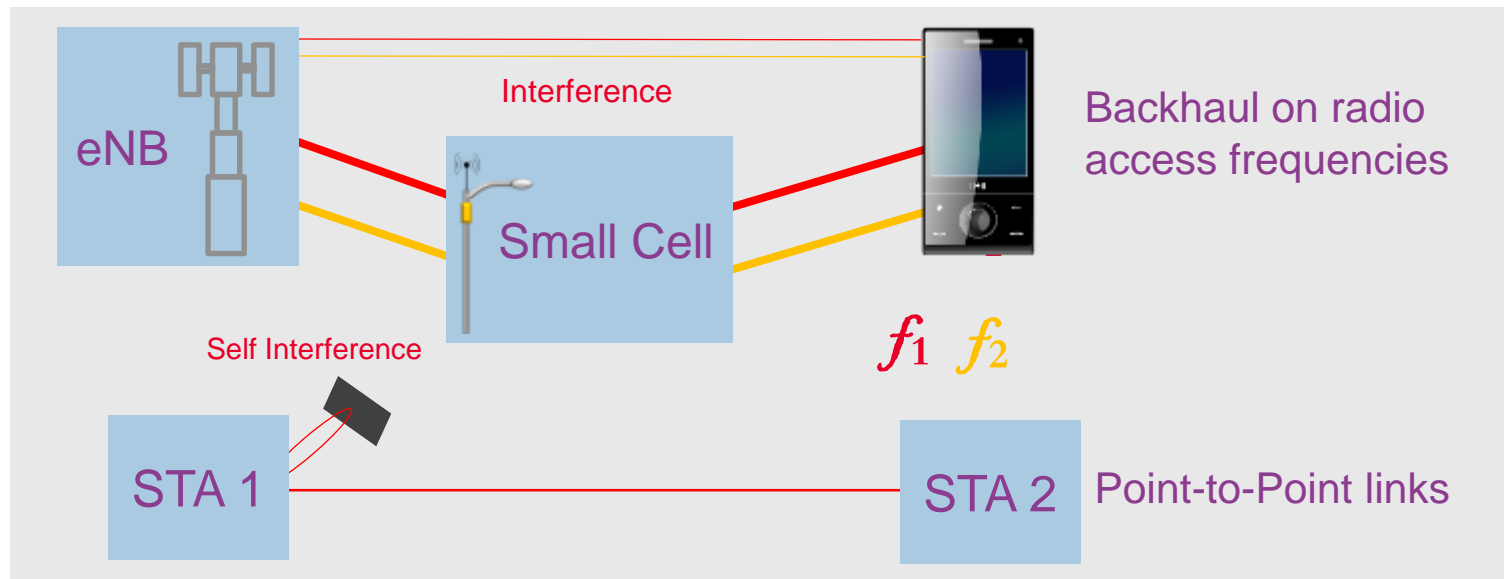 eNB
Interference
Backhaul on radio
access frequencies
Small Cell
Self Interference
f1 f2
STA 1
STA 2
Point-to-Point links